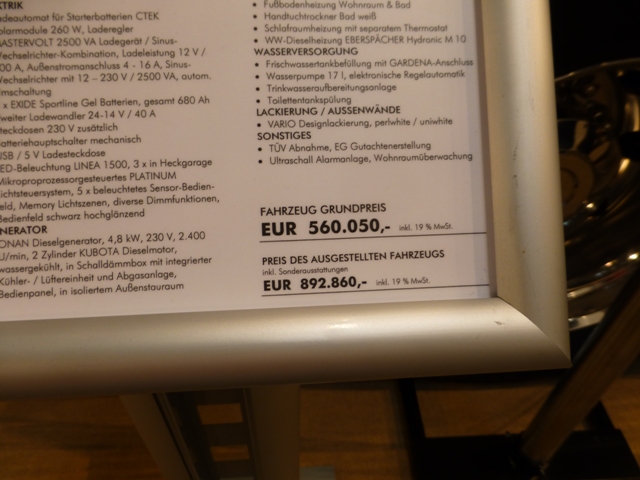 KTRIK
adeautomat für Starterbatterien CTEK
olarmodule 260 W, Laderegler
MASTERVOLT 2500 VA Ladegerät / Sinus-
Wechselrichter-Kombination, Ladeleistung 12 V /
00 A, Außenstromanschluss 4 - 16 A, Sinus-
Wechselrichter mit 12 – 230 V / 2500 VA, autom.
mschaltung
x EXIDE Sportline Gel Batterien, gesamt 680 Ah
weiter Ladewandler 24-14 V / 40 A
teckdosen 230 V zusätzlich
atteriehauptschalter mechanisch
USB / 5 V Ladesteckdose
ED-Beleuchtung LINEA 1500, 3 x in Heckgarage
Mikroprozessorgesteuertes PLATINUM
ichtsteuersystem, 5 x beleuchtetes Sensor-Bedien-
eld, Memory Lichtszenen, diverse Dimmfunktionen,
Bedienfeld schwarz hochglänzend
NERATOR
ONAN Dieselgenerator, 4,8 kW, 230 V, 2.400
U/min, 2 Zylinder KUBOTA Dieselmotor,
wassergekühlt, in Schalldämmbox mit integrierter
Kühler- / Lüftereinheit und Abgasanlage,
Bedienpanel, in isoliertem Außenstauraum
• Fußbodenheizung Wohnraum & Bad
• Handtuchtrockner Bad weiß
• Schlafraumheizung mit separatem Thermostat
• WW-Dieselheizung EBERSPÄCHER Hydronic M 10
WASSERVERSORGUNG
• Frischwassertankbefüllung mit GARDENA-Anschluss
• Wasserpumpe 17 l, elektronische Regelautomatik
• Trinkwasseraufbereitungsanlage
• Toilettentankspülung
LACKIERUNG / AUSSENWÄNDE
• VARIO Designlackierung, perlwhite / uniwhite
SONSTIGES
• TÜV Abnahme, EG Gutachtenerstellung
• Ultraschall Alarmanlage, Wohnraumüberwachung
FAHRZEUG GRUNDPREIS
EUR 560.050,- inkl. 19 % MwSt.
PREIS DES AUSGESTELLTEN FAHRZEUGS
inkl. Sonderausstattungen
EUR 892.860,- inkl. 19 % MwSt.